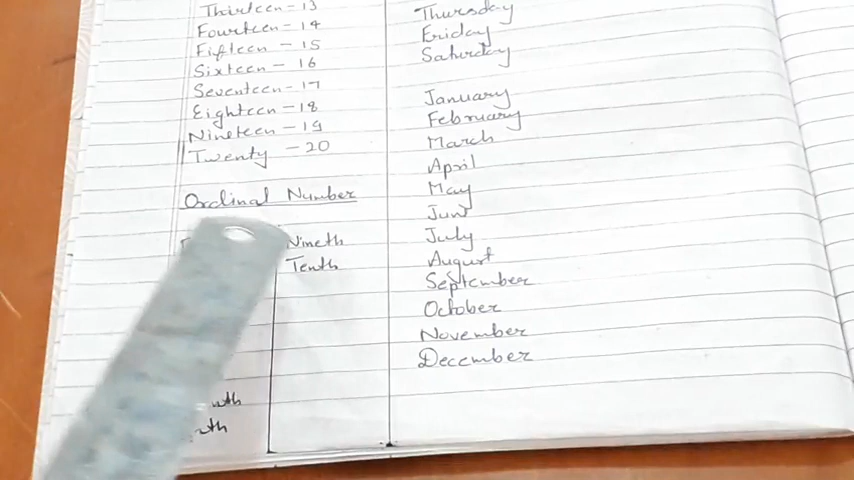 Thirteen - 13
Fourteen - 14
Fifteen - 15
Sixteen - 16
Seventeen - 17
Eighteen - 18
Nineteen - 19
Twenty - 20
Ordinal Number
Nineth
Tenth
Thursday
Friday
Saturday
January
February
March
April
May
June
July
August
September
October
November
December